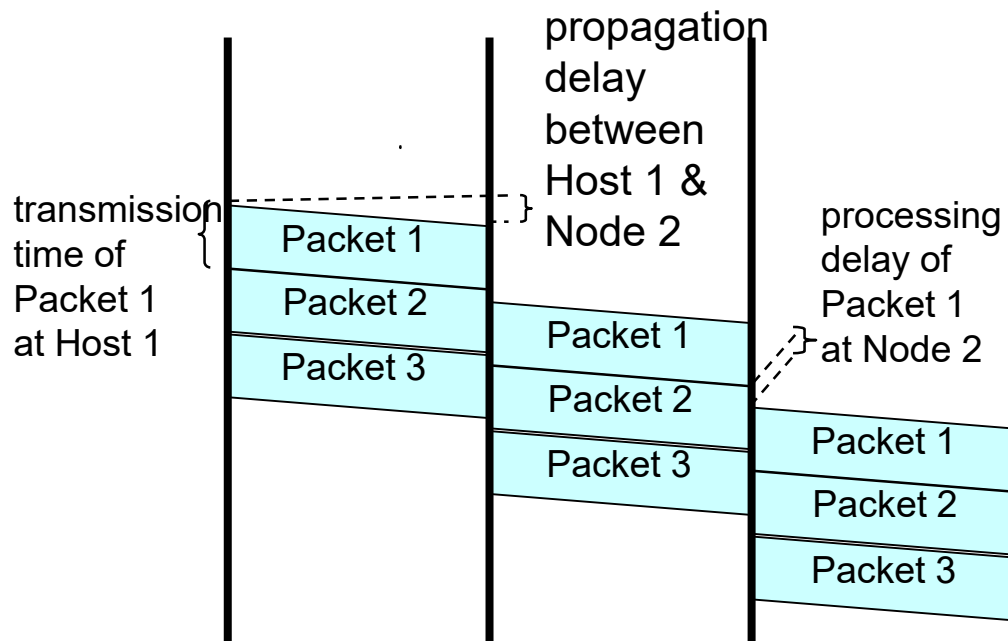 propagation
delay
between
Host 1 &
Node 2
transmission
time of
Packet 1
at Host 1
processing
delay of
Packet 1
at Node 2
Packet 1
Packet 2
Packet 3
Packet 1
Packet 2
Packet 3
Packet 1
Packet 2
Packet 3